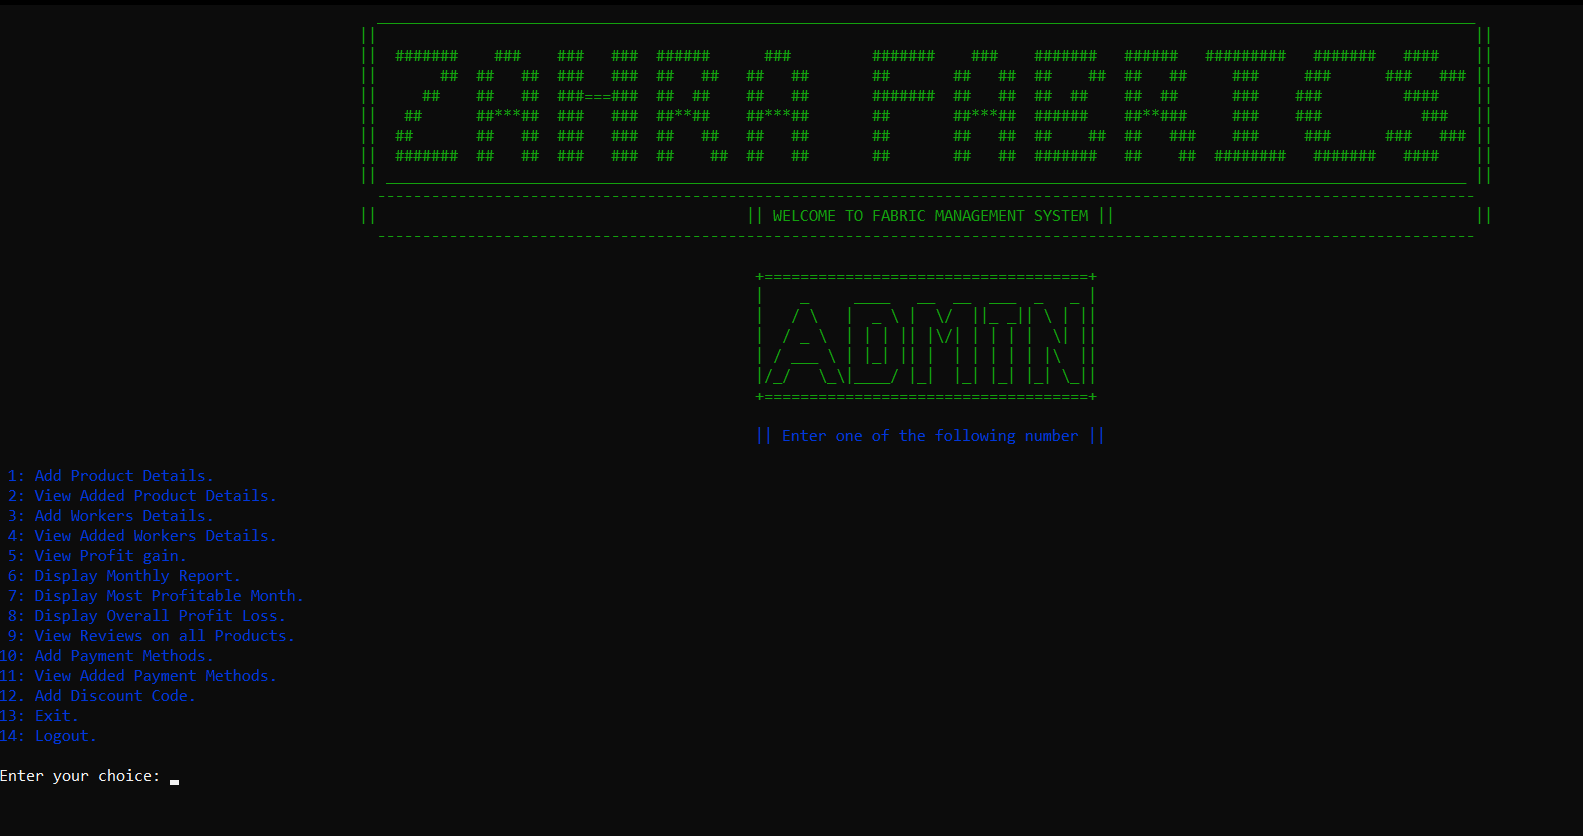 ZAHRA FABRICS
|| WELCOME TO FABRIC MANAGEMENT SYSTEM ||
ADMIN
|| Enter one of the following number ||
1: Add Product Details.
2: View Added Product Details.
3: Add Workers Details.
4: View Added Workers Details.
5: View Profit gain.
6: Display Monthly Report.
7: Display Most Profitable Month.
8: Display Overall Profit Loss.
9: View Reviews on all Products.
10: Add Payment Methods.
11: View Added Payment Methods.
12. Add Discount Code.
13: Exit.
14: Logout.
Enter your choice: